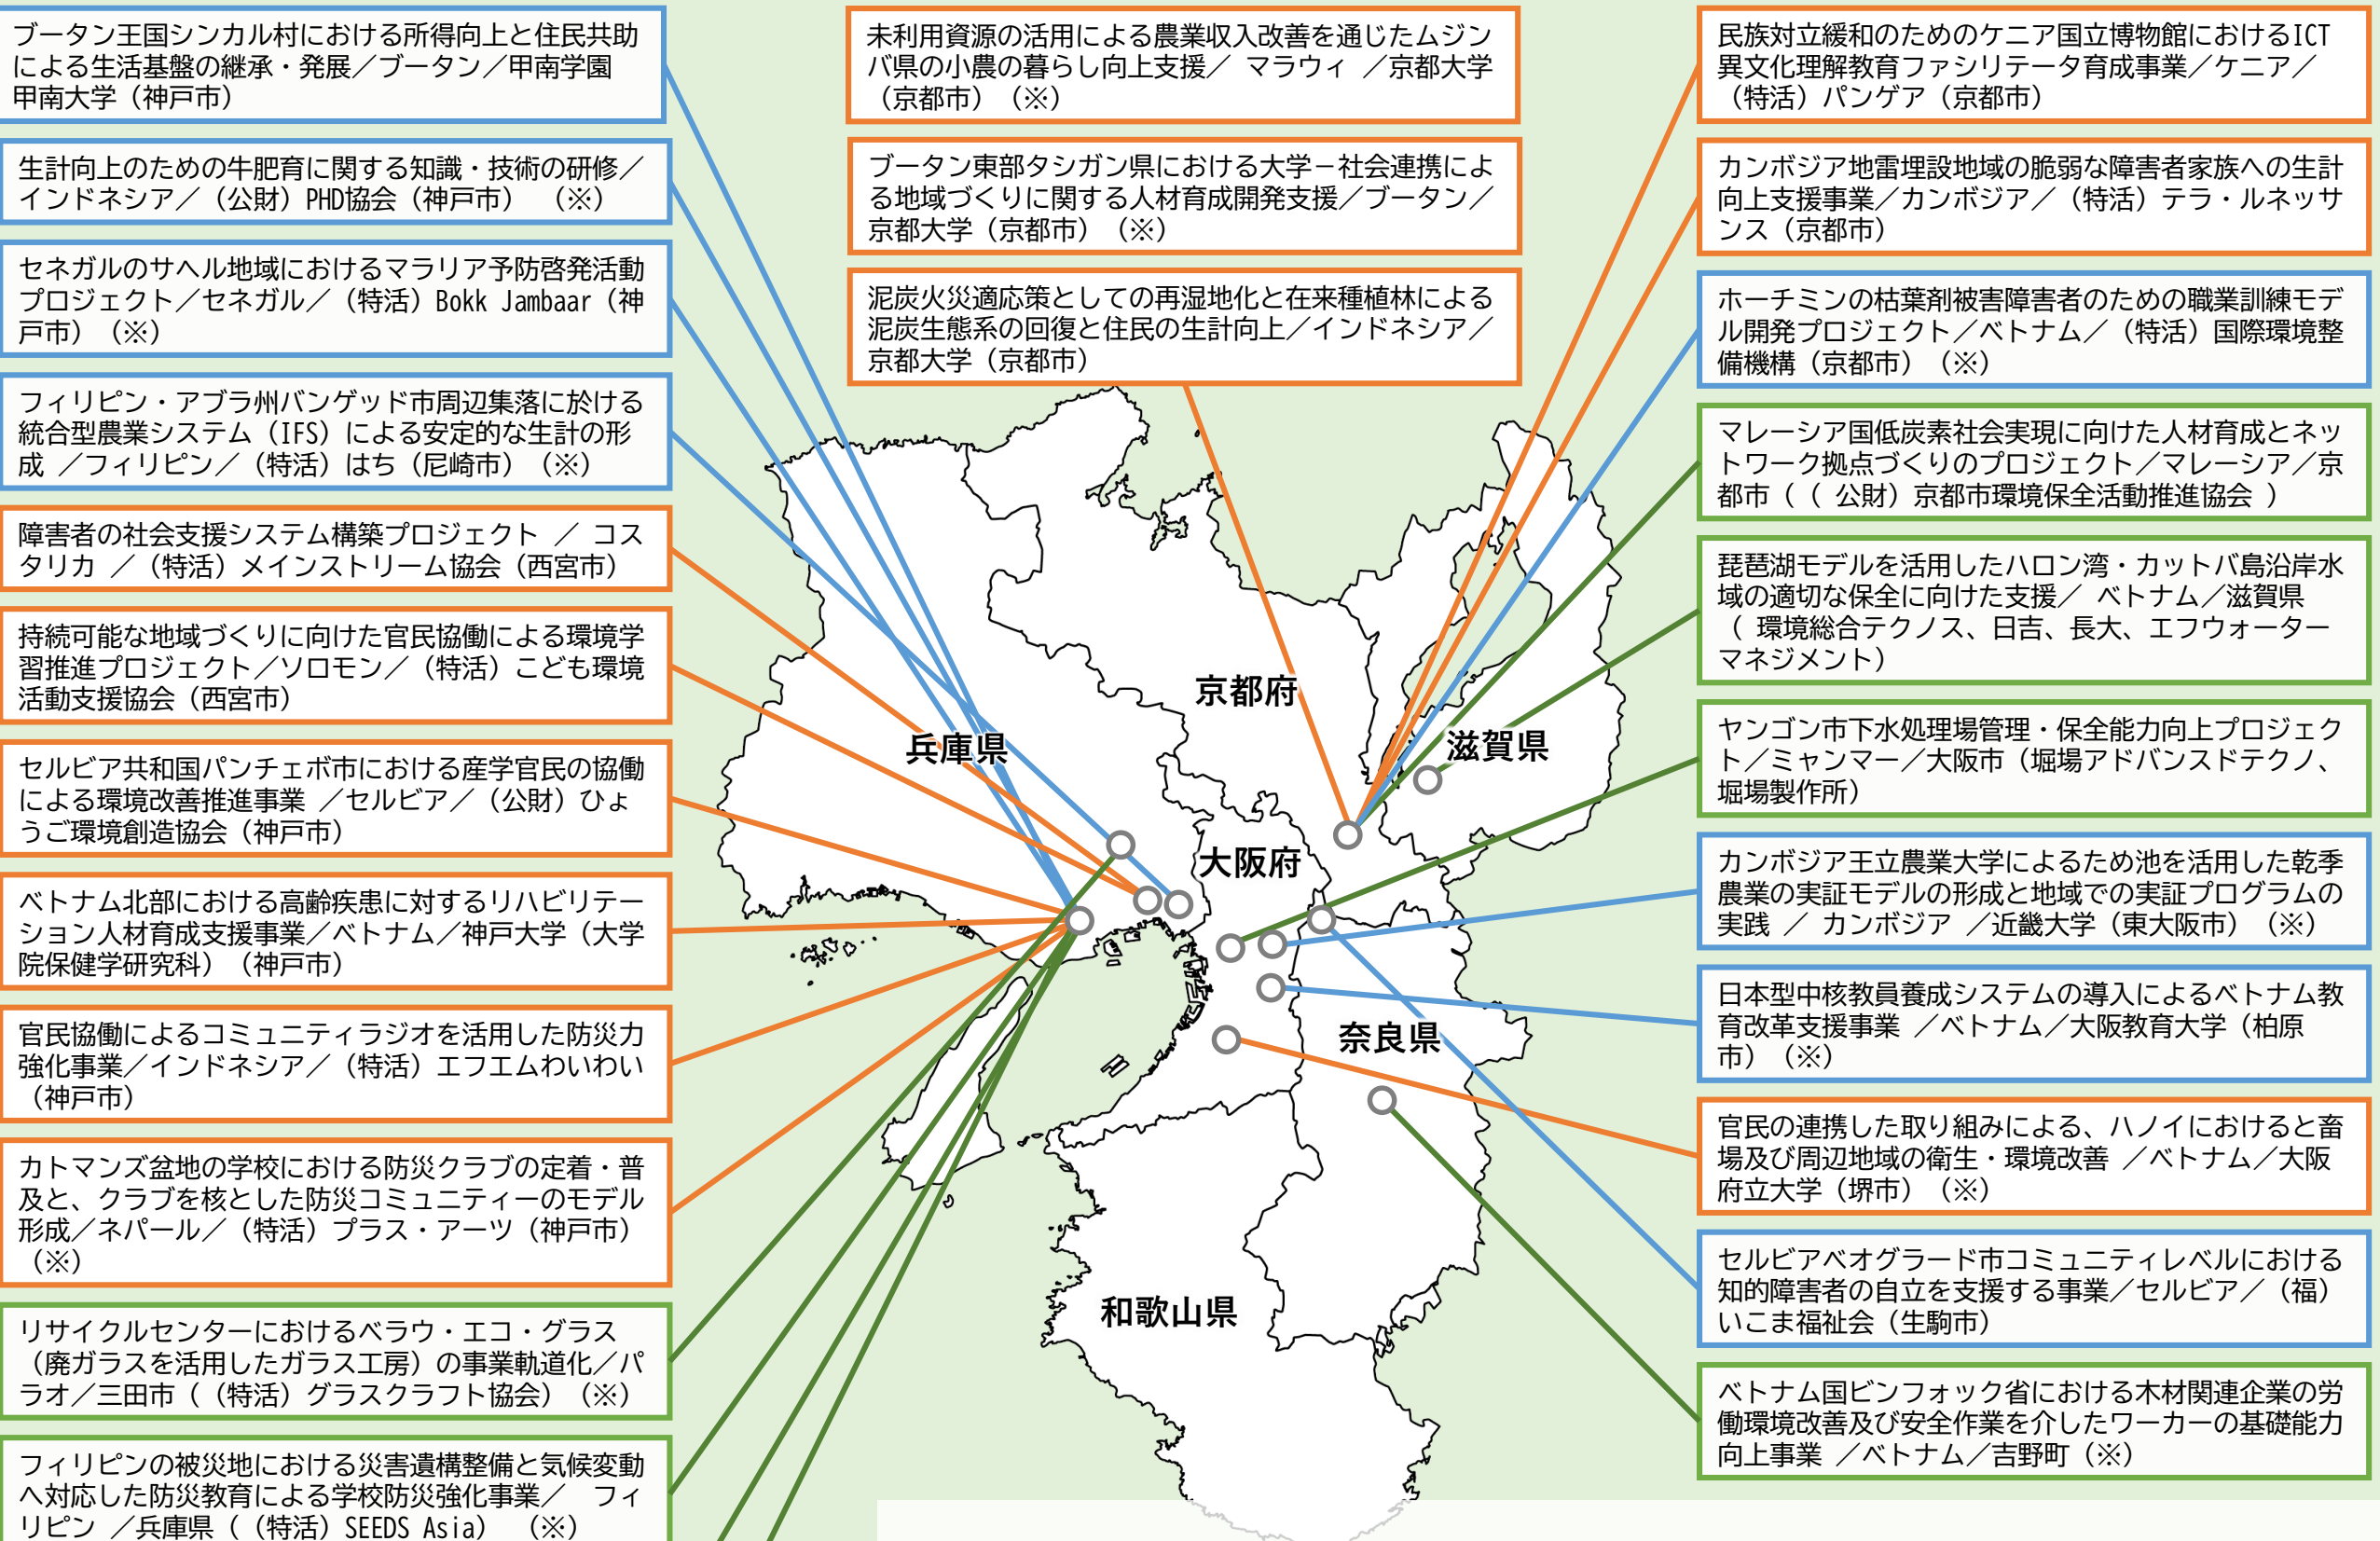 ブータン王国シンカル村における所得向上と住民共助
による生活基盤の継承・発展／ブータン／甲南学園
甲南大学（神戸市）
生計向上のための牛肥育に関する知識・技術の研修／
インドネシア／（公財）PHD協会（神戸市） （※）
セネガルのサヘル地域におけるマラリア予防啓発活動
プロジェクト／セネガル／（特活）Bokk Jambaar（神
戸市）（※）
フィリピン・アブラ州バンゲッド市周辺集落に於ける
統合型農業システム（IFS）による安定的な生計の形
成 ／フィリピン／（特活）はち（尼崎市）（※）
障害者の社会支援システム構築プロジェクト ／ コス
タリカ ／（特活）メインストリーム協会（西宮市）
持続可能な地域づくりに向けた官民協働による環境学
習推進プロジェクト／ソロモン／（特活）こども環境
活動支援協会（西宮市）
セルビア共和国パンチェボ市における産学官民の協働
による環境改善推進事業 ／セルビア／（公財）ひょ
うご環境創造協会（神戸市）
ベトナム北部における高齢疾患に対するリハビリテー
ション人材育成支援事業／ベトナム／神戸大学（大学
院保健学研究科）（神戸市）
官民協働によるコミュニティラジオを活用した防災力
強化事業／インドネシア／（特活）エフエムわいわい
（神戸市）
カトマンズ盆地の学校における防災クラブの定着・普
及と、クラブを核とした防災コミュニティーのモデル
形成／ネパール／（特活）プラス・アーツ（神戸市）
（※）
リサイクルセンターにおけるベラウ・エコ・グラス
（廃ガラスを活用したガラス工房）の事業軌道化／パ
ラオ／三田市（（特活）グラスクラフト協会）（※）
フィリピンの被災地における災害遺構整備と気候変動
へ対応した防災教育による学校防災強化事業／　フィ
リピン ／兵庫県（（特活）SEEDS Asia） （※）
未利用資源の活用による農業収入改善を通じたムジン
バ県の小農の暮らし向上支援／ マラウィ ／京都大学
（京都市）（※）
ブータン東部タシガン県における大学－社会連携によ
る地域づくりに関する人材育成開発支援／ブータン／
京都大学（京都市）（※）
泥炭火災適応策としての再湿地化と在来種植林による
泥炭生態系の回復と住民の生計向上／インドネシア／
京都大学（京都市）
京都府
兵庫県
滋賀県
大阪府
奈良県
和歌山県
民族対立緩和のためのケニア国立博物館におけるICT
異文化理解教育ファシリテータ育成事業／ケニア／
（特活）パンゲア（京都市）
カンボジア地雷埋設地域の脆弱な障害者家族への生計
向上支援事業／カンボジア／（特活）テラ・ルネッサ
ンス（京都市）
ホーチミンの枯葉剤被害障害者のための職業訓練モデ
ル開発プロジェクト／ベトナム／（特活）国際環境整
備機構（京都市）（※）
マレーシア国低炭素社会実現に向けた人材育成とネッ
トワーク拠点づくりのプロジェクト／マレーシア／京
都市（（ 公財）京都市環境保全活動推進協会 ）
琵琶湖モデルを活用したハロン湾・カットバ島沿岸水
域の適切な保全に向けた支援／ ベトナム／滋賀県
（ 環境総合テクノス、日吉、長大、エフウォーター
マネジメント）
ヤンゴン市下水処理場管理・保全能力向上プロジェク
ト／ミャンマー／大阪市（堀場アドバンスドテクノ、
堀場製作所）
カンボジア王立農業大学によるため池を活用した乾季
農業の実証モデルの形成と地域での実証プログラムの
実践 ／ カンボジア ／近畿大学（東大阪市）（※）
日本型中核教員養成システムの導入によるベトナム教
育改革支援事業 ／ベトナム／大阪教育大学（柏原
市）（※）
官民の連携した取り組みによる、ハノイにおけると畜
場及び周辺地域の衛生・環境改善 ／ベトナム／大阪
府立大学（堺市）（※）
セルビアベオグラード市コミュニティレベルにおける
知的障害者の自立を支援する事業／セルビア／（福）
いこま福祉会（生駒市）
ベトナム国ビンフォック省における木材関連企業の労
働環境改善及び安全作業を介したワーカーの基礎能力
向上事業 ／ベトナム／吉野町（※）